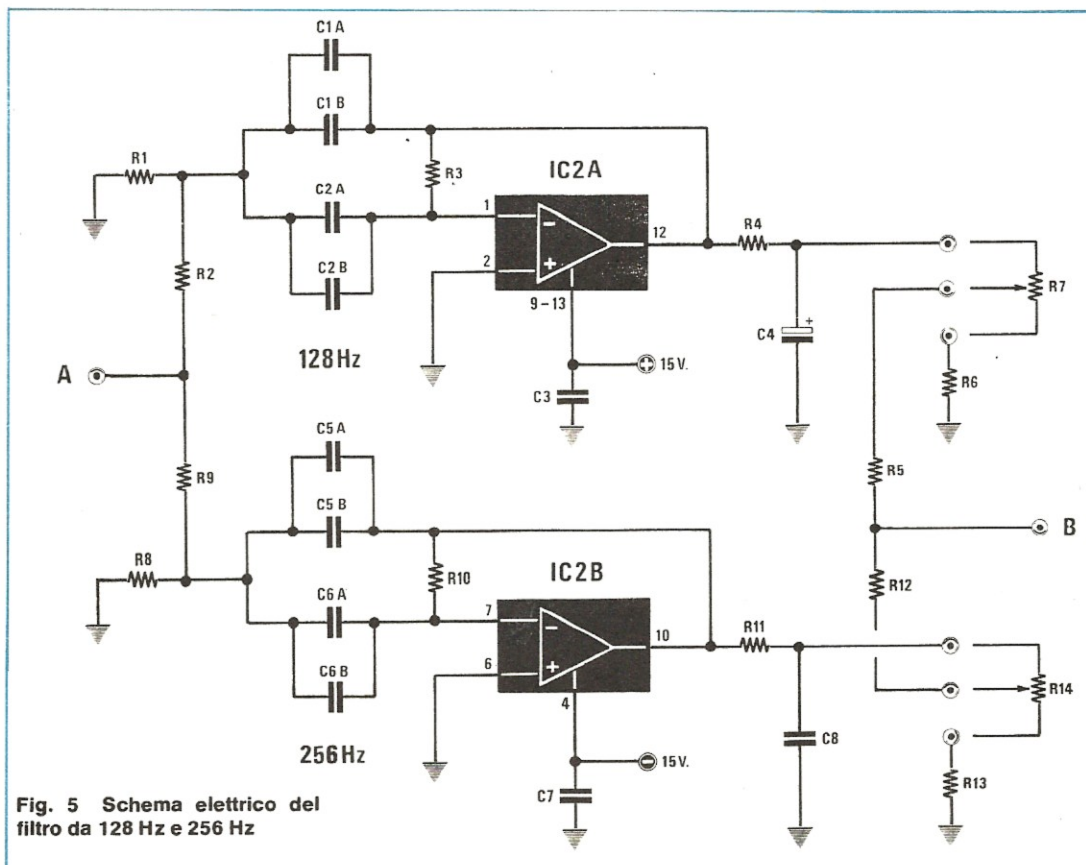 C1 A
C1 B
R1
R3
IC2A
C2 A
1
12
R4
R2
2
C2 B
9-13
R7
+
C4
128Hz
A
15 V.
C3
R6
C5 A
R9
C5 B
R5
R8
R10
IC2B
B
C6 A
7
10
R11
R12
6
C6 B
4
R14
C8
256Hz
15 V.
C7
R13
Fig. 5 Schema elettrico del
filtro da 128 Hz e 256 Hz